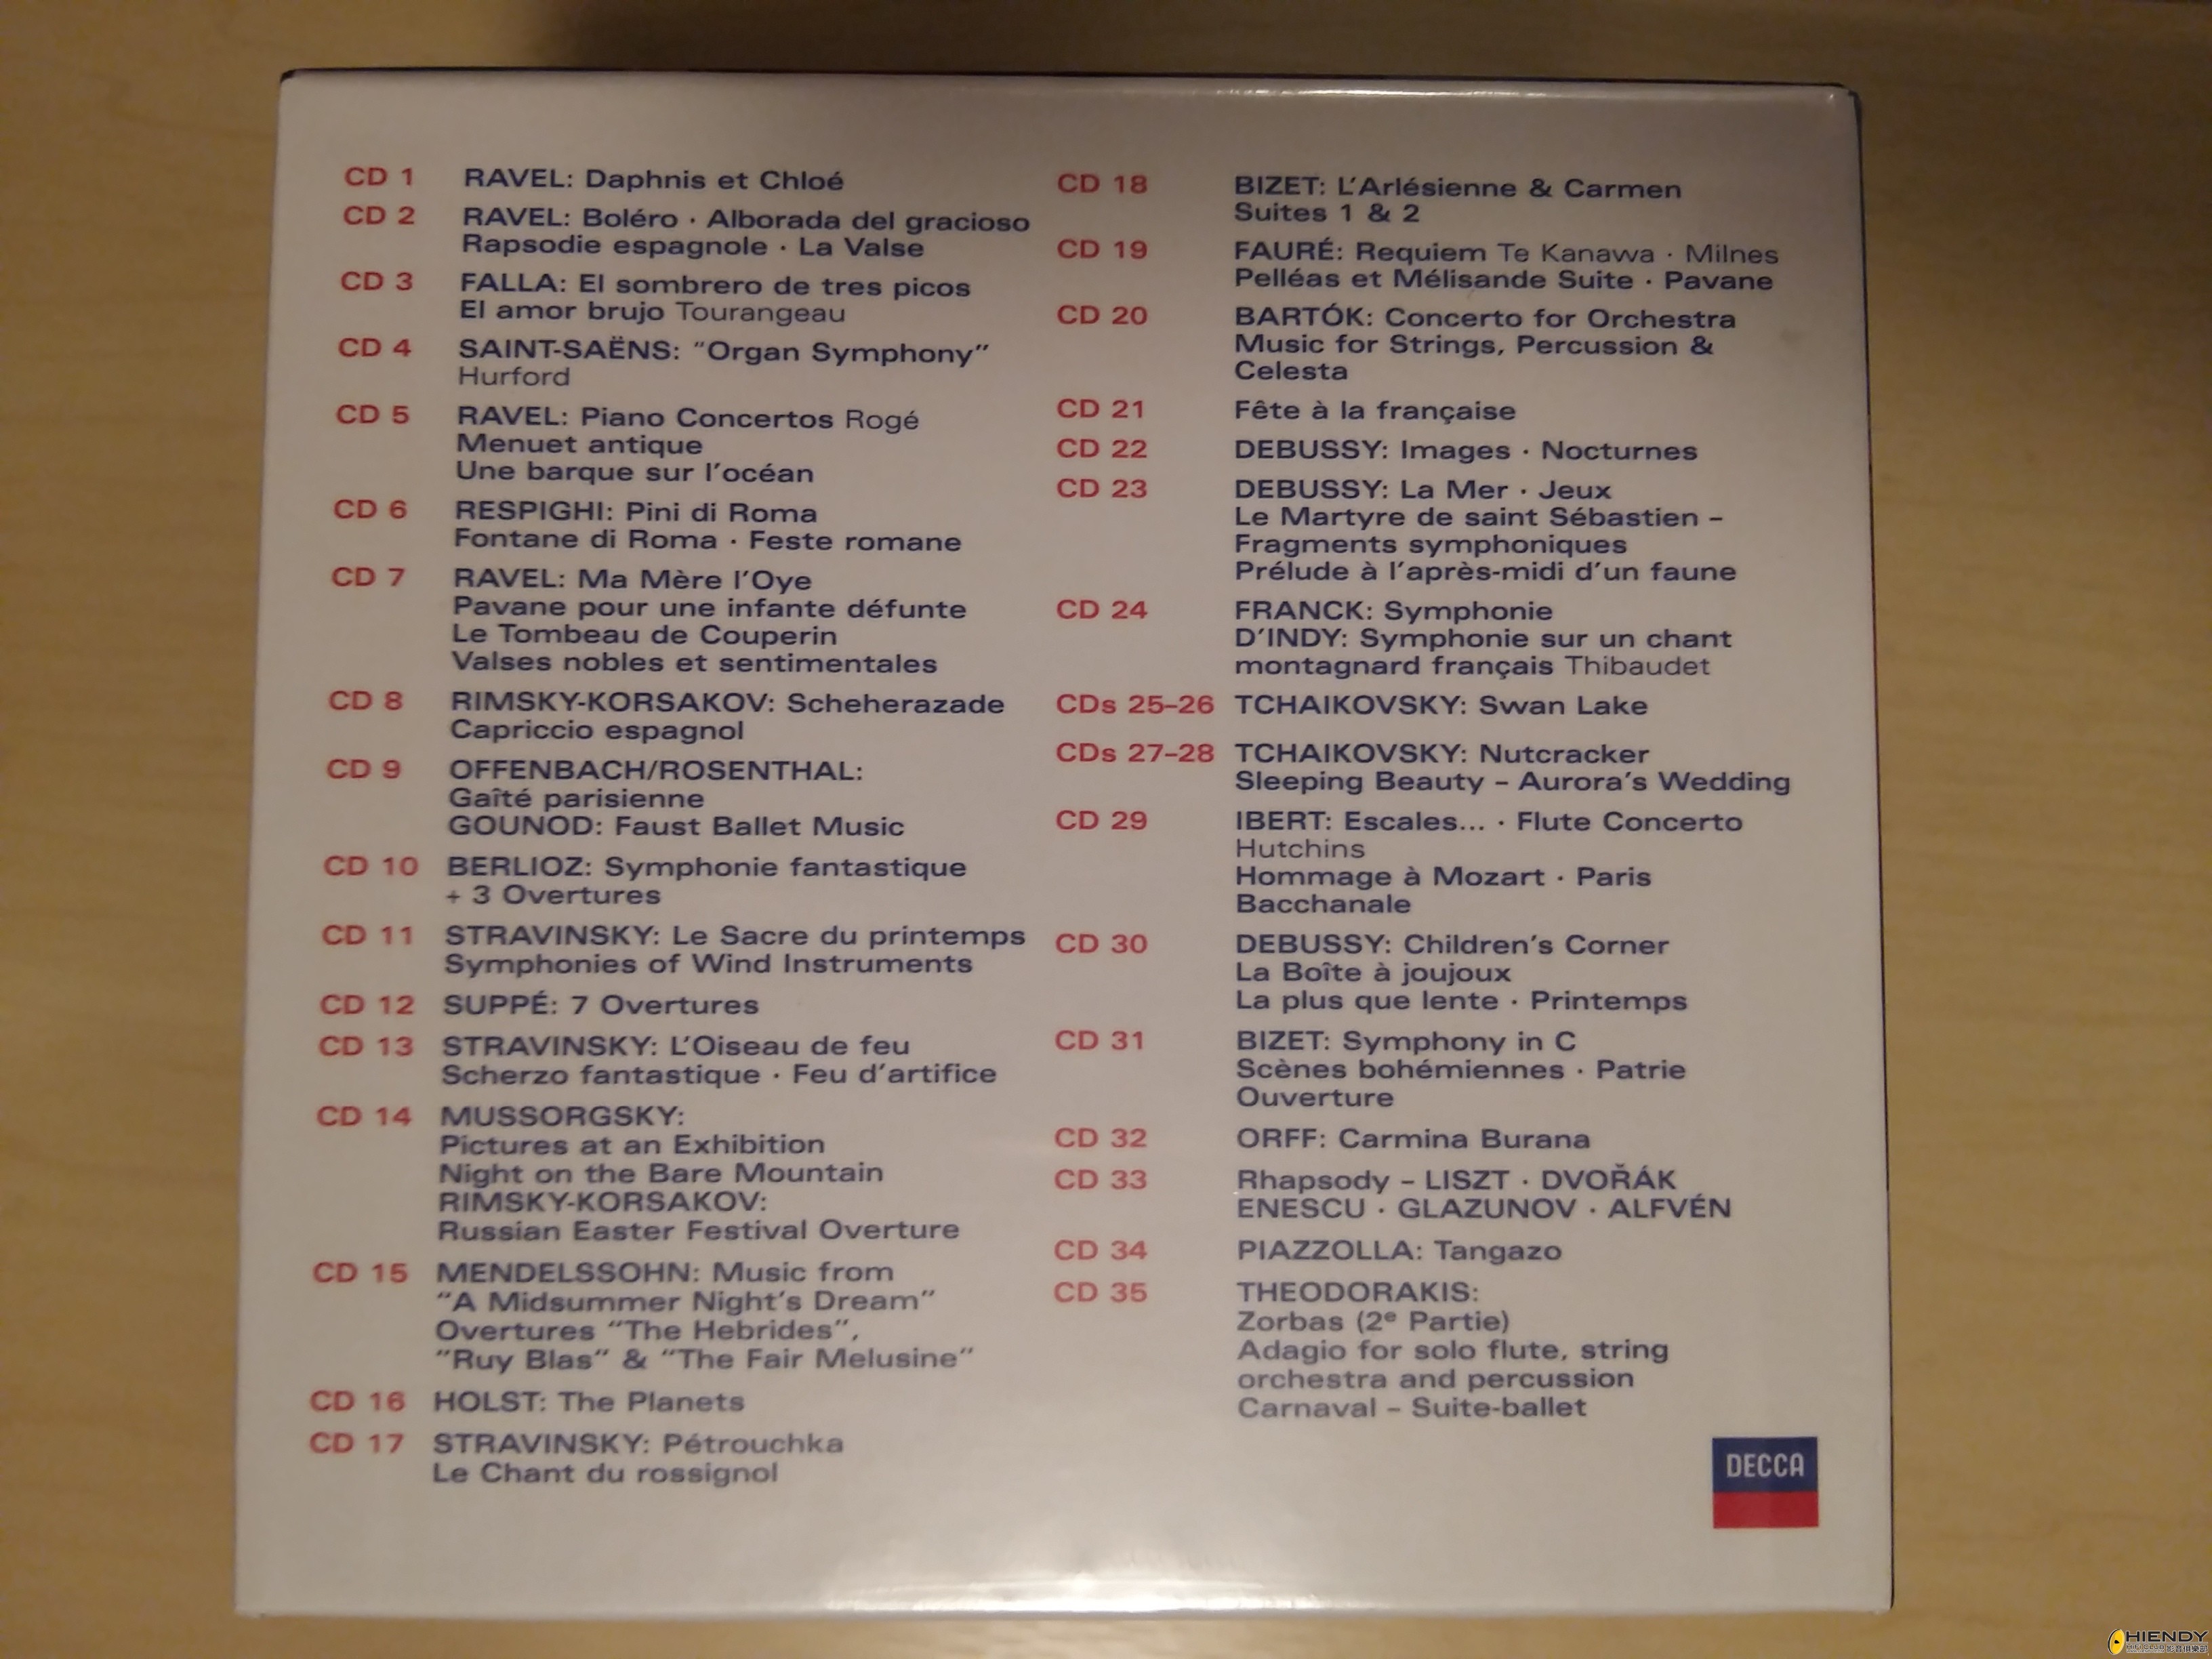 CD 1 RAVEL: Daphnis et Chloé
CD 2 RAVEL: Boléro · Alborada del gracioso
Rapsodie espagnole · La Valse
CD 3 FALLA: El sombrero de tres picos
El amor brujo Tourangeau
CD 4 SAINT-SAËNS: "Organ Symphony"
Hurford
CD 5 RAVEL: Piano Concertos Rogé
Menuet antique
Une barque sur l'océan
CD 6 RESPIGHI: Pini di Roma
Fontane di Roma · Feste romane
CD 7 RAVEL: Ma Mère l'Oye
Pavane pour une infante défunte
Le Tombeau de Couperin
Valses nobles et sentimentales
CD 8 RIMSKY-KORSAKOV: Scheherazade
Capriccio espagnol
CD 9 OFFENBACH/ROSENTHAL:
Gaîté parisienne
GOUNOD: Faust Ballet Music
CD 10 BERLIOZ: Symphonie fantastique
+ 3 Overtures
CD 11 STRAVINSKY: Le Sacre du printemps
Symphonies of Wind Instruments
CD 12 SUPPÉ: 7 Overtures
CD 13 STRAVINSKY: L'Oiseau de feu
Scherzo fantastique · Feu d'artifice
CD 14 MUSSORGSKY:
Pictures at an Exhibition
Night on the Bare Mountain
RIMSKY-KORSAKOV:
Russian Easter Festival Overture
CD 15 MENDELSSOHN: Music from
"A Midsummer Night's Dream"
Overtures "The Hebrides",
"Ruy Blas" & "The Fair Melusine"
CD 16 HOLST: The Planets
CD 17 STRAVINSKY: Pétrouchka
Le Chant du rossignol
CD 18 BIZET: L'Arlésienne & Carmen
Suites 1 & 2
CD 19 FAURÉ: Requiem Te Kanawa · Milnes
Pelléas et Mélisande Suite · Pavane
CD 20 BARTÓK: Concerto for Orchestra
Music for Strings, Percussion &
Celesta
CD 21 Fête à la française
CD 22 DEBUSSY: Images · Nocturnes
CD 23 DEBUSSY: La Mer · Jeux
Le Martyre de saint Sébastien –
Fragments symphoniques
Prélude à l'après-midi d'un faune
CD 24 FRANCK: Symphonie
D'INDY: Symphonie sur un chant
montagnard français Thibaudet
CDs 25–26 TCHAIKOVSKY: Swan Lake
CDs 27–28 TCHAIKOVSKY: Nutcracker
Sleeping Beauty – Aurora's Wedding
CD 29 IBERT: Escales... · Flute Concerto
Hutchins
Hommage à Mozart · Paris
Bacchanale
CD 30 DEBUSSY: Children's Corner
La Boîte à joujoux
La plus que lente · Printemps
CD 31 BIZET: Symphony in C
Scènes bohémiennes · Patrie
Ouverture
CD 32 ORFF: Carmina Burana
CD 33 Rhapsody – LISZT · DVOŘÁK
ENESCU · GLAZUNOV · ALFVÉN
CD 34 PIAZZOLLA: Tangazo
CD 35 THEODORAKIS:
Zorbas (2e Partie)
Adagio for solo flute, string
orchestra and percussion
Carnaval – Suite-ballet
DECCA
HIENDY